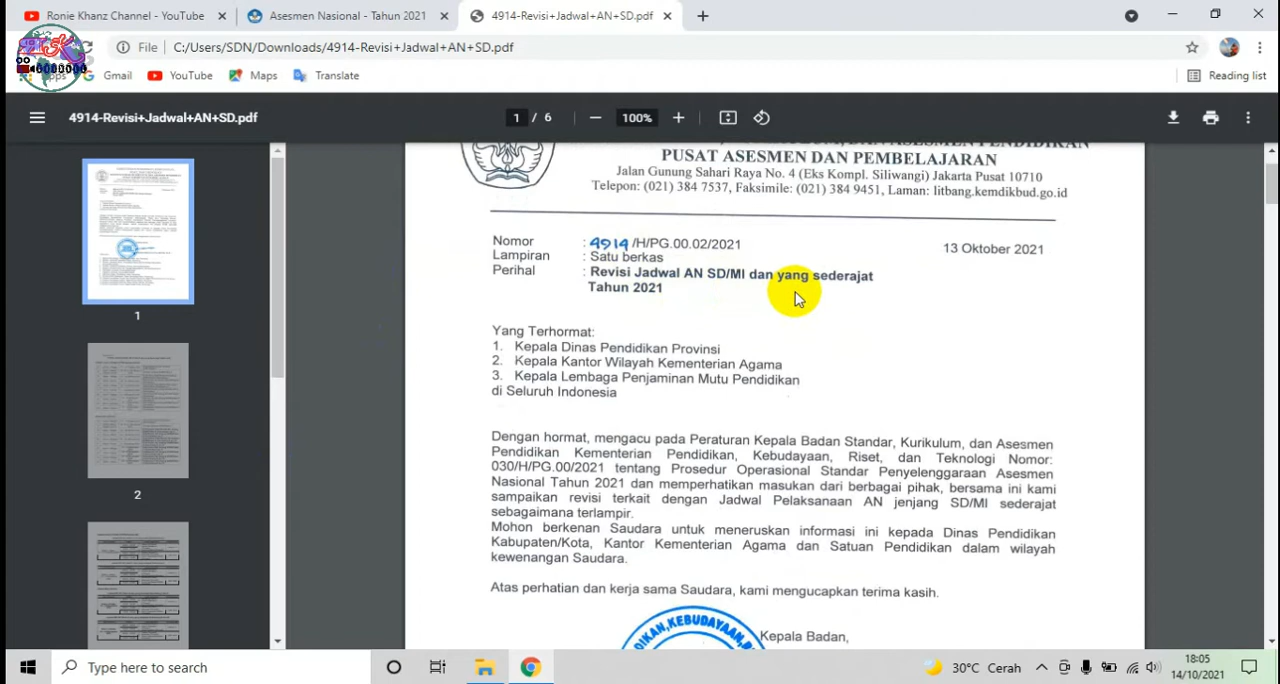 Ronie Khanz Channel - YouTube
Asesmen Nasional - Tahun 2021
4914-Revisi+Jadwal+AN+SD.pdf
File C:/Users/SDN/Downloads/4914-Revisi+Jadwal+AN+SD.pdf
Gmail YouTube Maps Translate Reading list
4914-Revisi+Jadwal+AN+SD.pdf 1 / 6 100%
PUSAT ASESMEN DAN PEMBELAJARAN
Jalan Gunung Sahari Raya No. 4 (Eks Kompl. Siliwangi) Jakarta Pusat 10710
Telepon: (021) 384 7537, Faksimile: (021) 384 9451, Laman: litbang.kemdikbud.go.id
Nomor : 4914/H/PG.00.02/2021 13 Oktober 2021
Lampiran : Satu berkas
Perihal : Revisi Jadwal AN SD/MI dan yang sederajat
Tahun 2021
Yang Terhormat:
1. Kepala Dinas Pendidikan Provinsi
2. Kepala Kantor Wilayah Kementerian Agama
3. Kepala Lembaga Penjaminan Mutu Pendidikan
di Seluruh Indonesia
Dengan hormat, mengacu pada Peraturan Kepala Badan Standar, Kurikulum, dan Asesmen
Pendidikan Kementerian Pendidikan, Kebudayaan, Riset, dan Teknologi Nomor:
030/H/PG.00/2021 tentang Prosedur Operasional Standar Penyelenggaraan Asesmen
Nasional Tahun 2021 dan memperhatikan masukan dari berbagai pihak, bersama ini kami
sampaikan revisi terkait dengan Jadwal Pelaksanaan AN jenjang SD/MI sederajat
sebagaimana terlampir.
Mohon berkenan Saudara untuk meneruskan informasi ini kepada Dinas Pendidikan
Kabupaten/Kota, Kantor Kementerian Agama dan Satuan Pendidikan dalam wilayah
kewenangan Saudara.
Atas perhatian dan kerja sama Saudara, kami mengucapkan terima kasih.
Kepala Badan,
1
2
Type here to search
30°C Cerah
18:05
14/10/2021